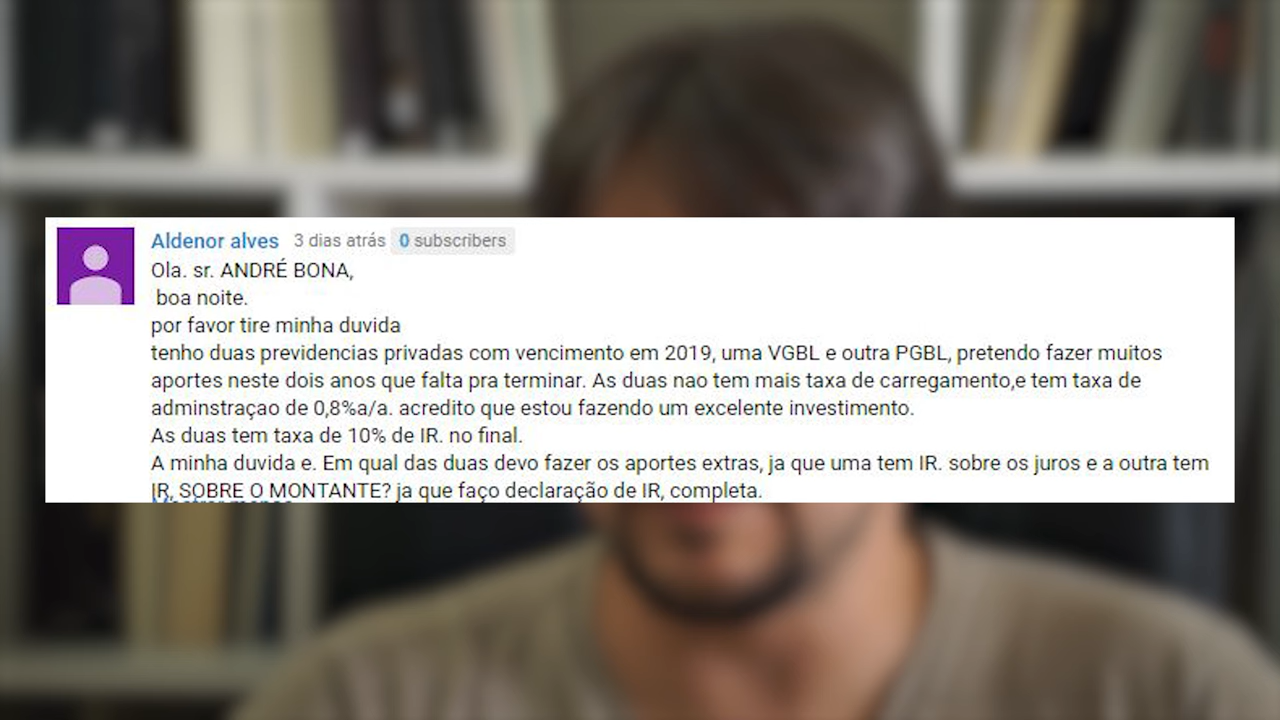 Aldenor alves 3 dias atrás 0 subscribers
Ola. sr. ANDRÉ BONA,
boa noite.
por favor tire minha duvida
tenho duas previdencias privadas com vencimento em 2019, uma VGBL e outra PGBL, pretendo fazer muitos
aportes neste dois anos que falta pra terminar. As duas nao tem mais taxa de carregamento,e tem taxa de
adminstraçao de 0,8%a/a. acredito que estou fazendo um excelente investimento.
As duas tem taxa de 10% de IR. no final.
A minha duvida e. Em qual das duas devo fazer os aportes extras, ja que uma tem IR. sobre os juros e a outra tem
IR, SOBRE O MONTANTE? ja que faço declaração de IR, completa.